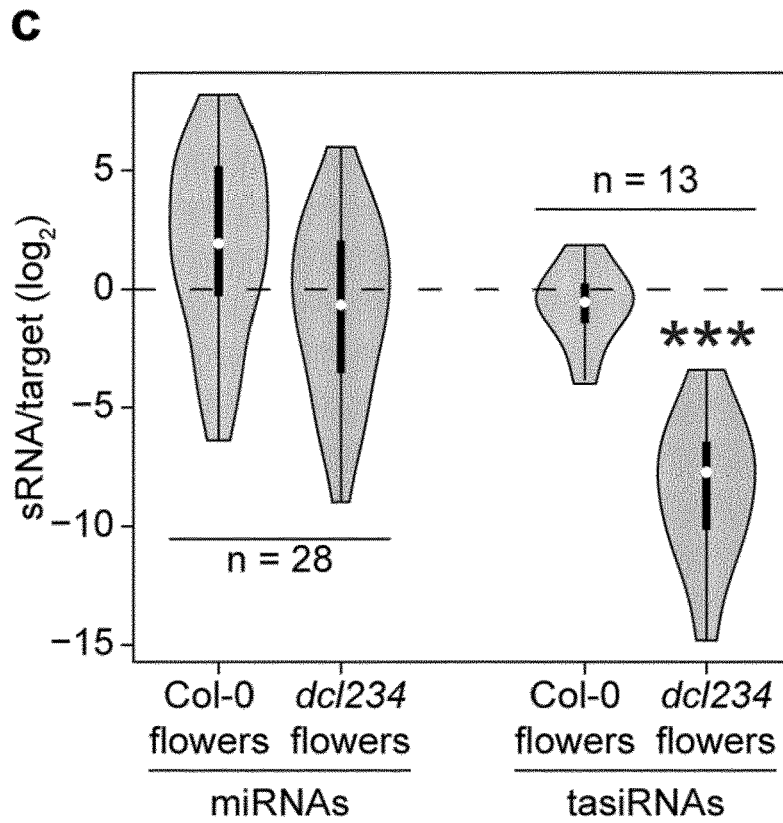 c
sRNA/target (log₂)
5
0
−5
−10
−15
n = 28
n = 13
***
Col-0 flowers
dcl234 flowers
Col-0 flowers
dcl234 flowers
miRNAs
tasiRNAs